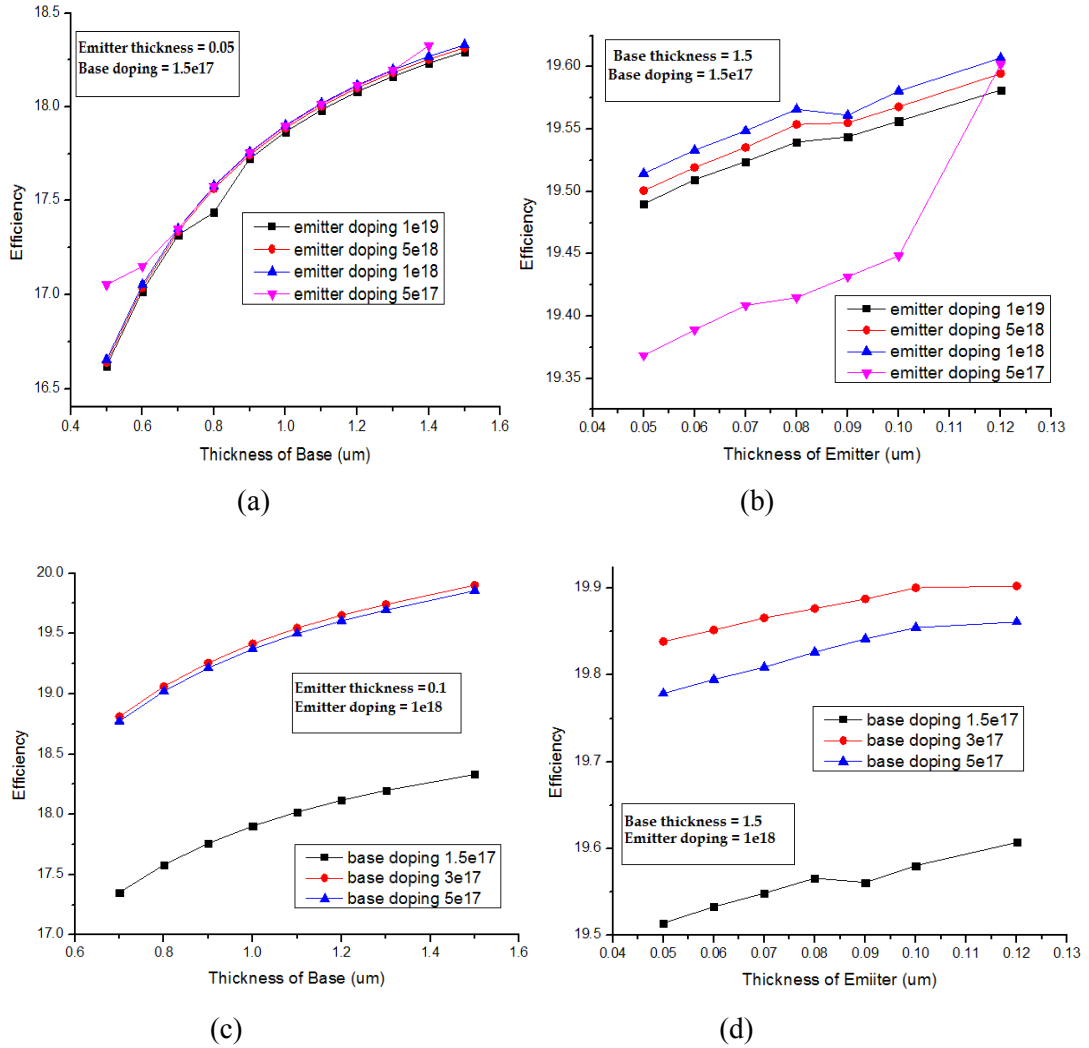 18.5
18.0
17.5
17.0
16.5
Efficiency
Emitter thickness = 0.05
Base doping = 1.5e17
emitter doping 1e19
emitter doping 5e18
emitter doping 1e18
emitter doping 5e17
0.4 0.6 0.8 1.0 1.2 1.4 1.6
Thickness of Base (um)
(a)
19.60
19.55
19.50
19.45
19.40
19.35
Efficiency
Base thickness = 1.5
Base doping = 1.5e17
emitter doping 1e19
emitter doping 5e18
emitter doping 1e18
emitter doping 5e17
0.04 0.05 0.06 0.07 0.08 0.09 0.10 0.11 0.12 0.13
Thickness of Emitter (um)
(b)
20.0
19.5
19.0
18.5
18.0
17.5
17.0
Efficiency
Emitter thickness = 0.1
Emitter doping = 1e18
base doping 1.5e17
base doping 3e17
base doping 5e17
0.6 0.8 1.0 1.2 1.4 1.6
Thickness of Base (um)
(c)
19.9
19.8
19.7
19.6
19.5
Efficiency
base doping 1.5e17
base doping 3e17
base doping 5e17
Base thickness = 1.5
Emitter doping = 1e18
0.04 0.05 0.06 0.07 0.08 0.09 0.10 0.11 0.12 0.13
Thickness of Emiiter (um)
(d)